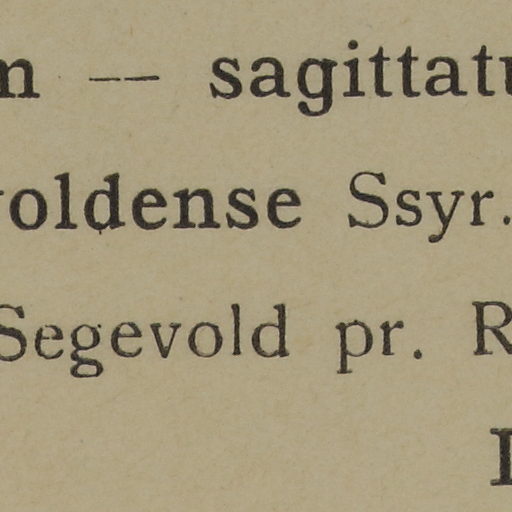 m — sagittatu
voldense Ssyr.
Segevold pr. R